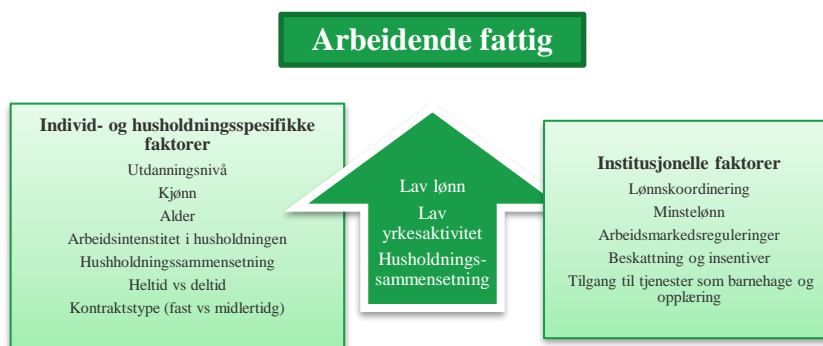 Arbeidende fattig
Individ- og husholdningsspesifikke
faktorer
Utdanningsnivå
Kjønn
Alder
Arbeidsintenstitet i husholdningen
Hushholdningssammensetning
Heltid vs deltid
Kontraktstype (fast vs midlertidg)
Lav lønn
Lav
yrkesaktivitet
Husholdnings-
sammensetning
Institusjonelle faktorer
Lønnskoordinering
Minstelønn
Arbeidsmarkedsreguleringer
Beskattning og insentiver
Tilgang til tjenester som barnehage og
opplæring